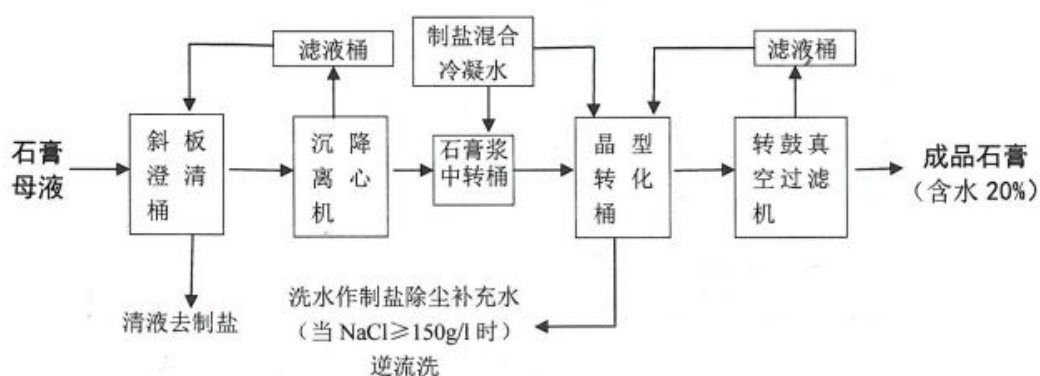 滤液桶
制盐混合
冷凝水
滤液桶
石膏
母液
斜板
澄清
桶
沉降
离心
机
石膏浆
中转桶
晶型
转化
桶
转鼓真
空过滤
机
成品石膏
（含水 20%）
清液去制盐
洗水作制盐除尘补充水
（当 NaCl≥150g/l 时）
逆流洗